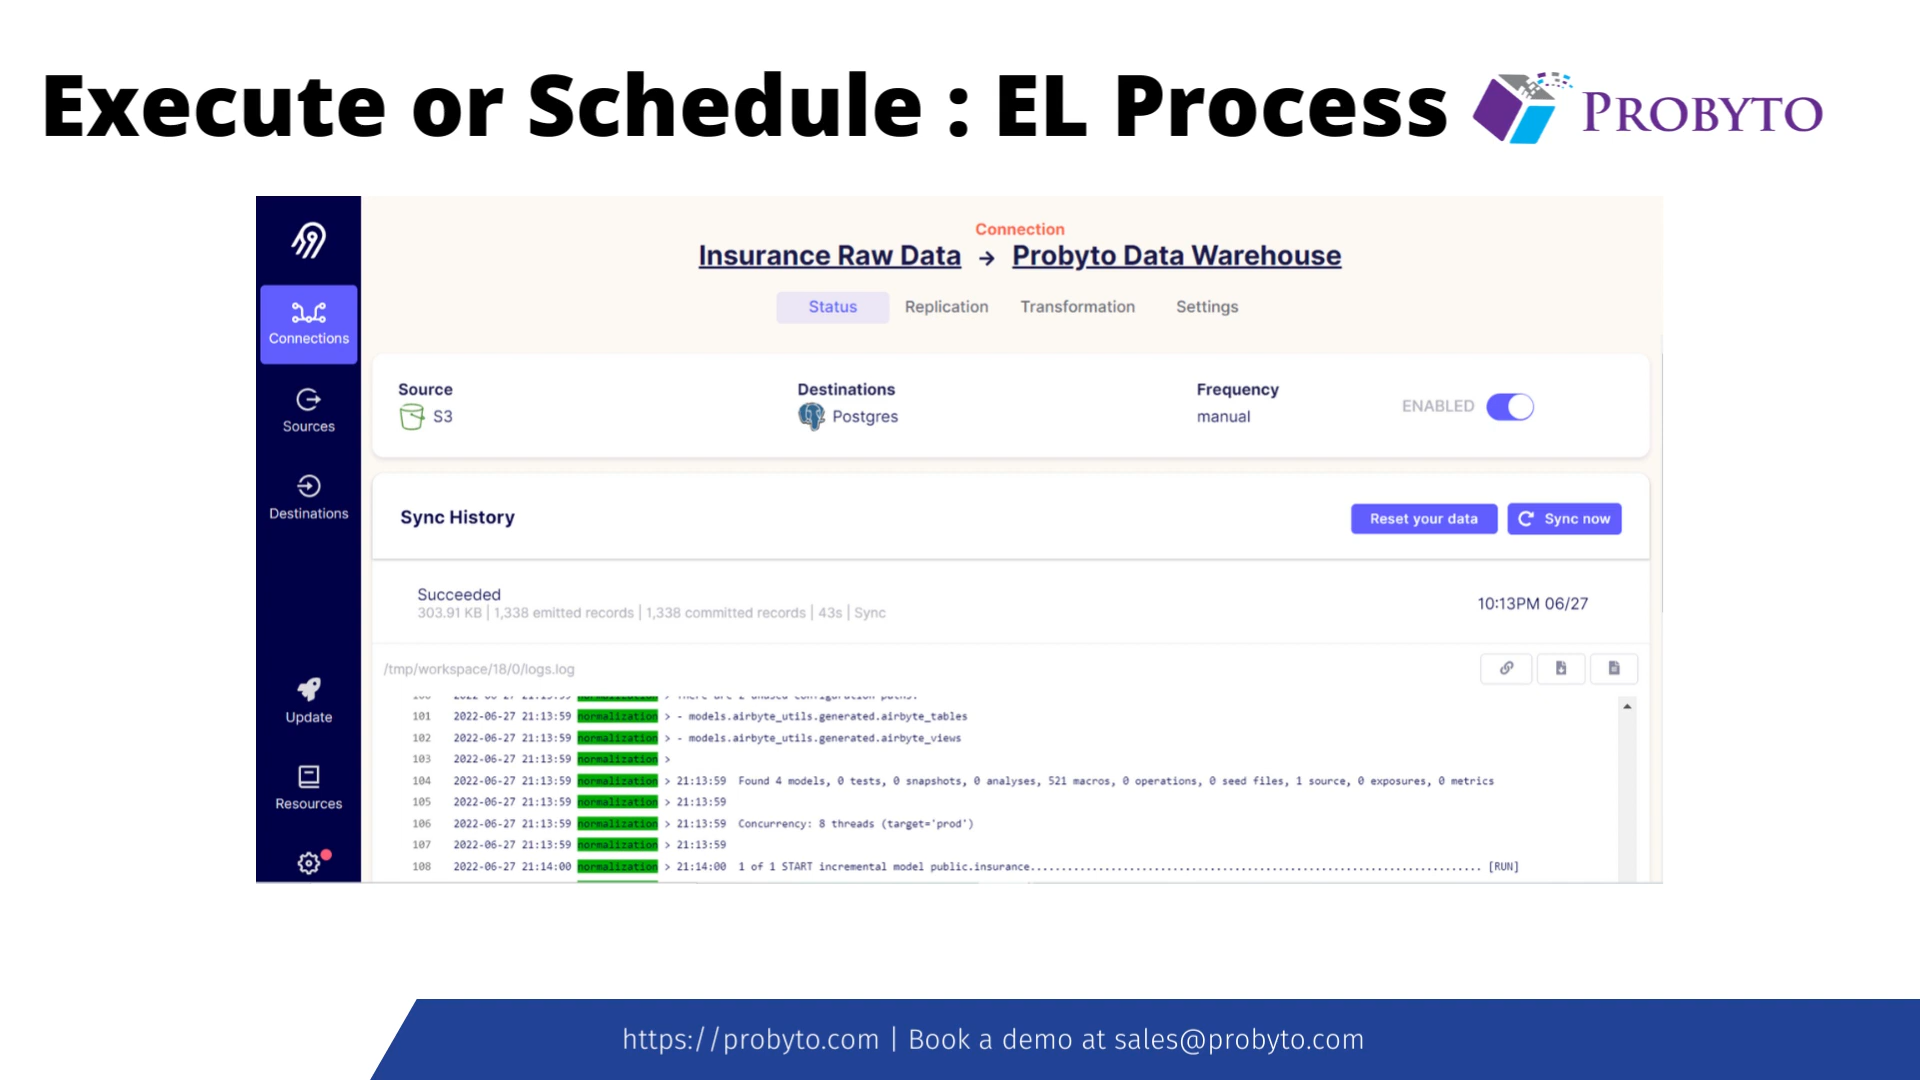 Execute or Schedule : EL Process
PROBYTO
Connection
Insurance Raw Data → Probyto Data Warehouse
Status Replication Transformation Settings
Connections
Sources
Destinations
Update
Resources
Source
S3
Destinations
Postgres
Frequency
manual
ENABLED
Sync History
Reset your data
Sync now
Succeeded
303.91 KB | 1,338 emitted records | 1,338 committed records | 43s | Sync
10:13PM 06/27
/tmp/workspace/18/0/logs.log
101 2022-06-27 21:13:59 normalization > - models.airbyte_utils.generated.airbyte_tables
102 2022-06-27 21:13:59 normalization > - models.airbyte_utils.generated.airbyte_views
103 2022-06-27 21:13:59 normalization >
104 2022-06-27 21:13:59 normalization > 21:13:59 Found 4 models, 0 tests, 0 snapshots, 0 analyses, 521 macros, 0 operations, 0 seed files, 1 source, 0 exposures, 0 metrics
105 2022-06-27 21:13:59 normalization > 21:13:59
106 2022-06-27 21:13:59 normalization > 21:13:59 Concurrency: 8 threads (target='prod')
107 2022-06-27 21:13:59 normalization > 21:13:59
108 2022-06-27 21:14:00 normalization > 21:14:00 1 of 1 START incremental model public.insurance......................................................................... [RUN]
https://probyto.com | Book a demo at sales@probyto.com